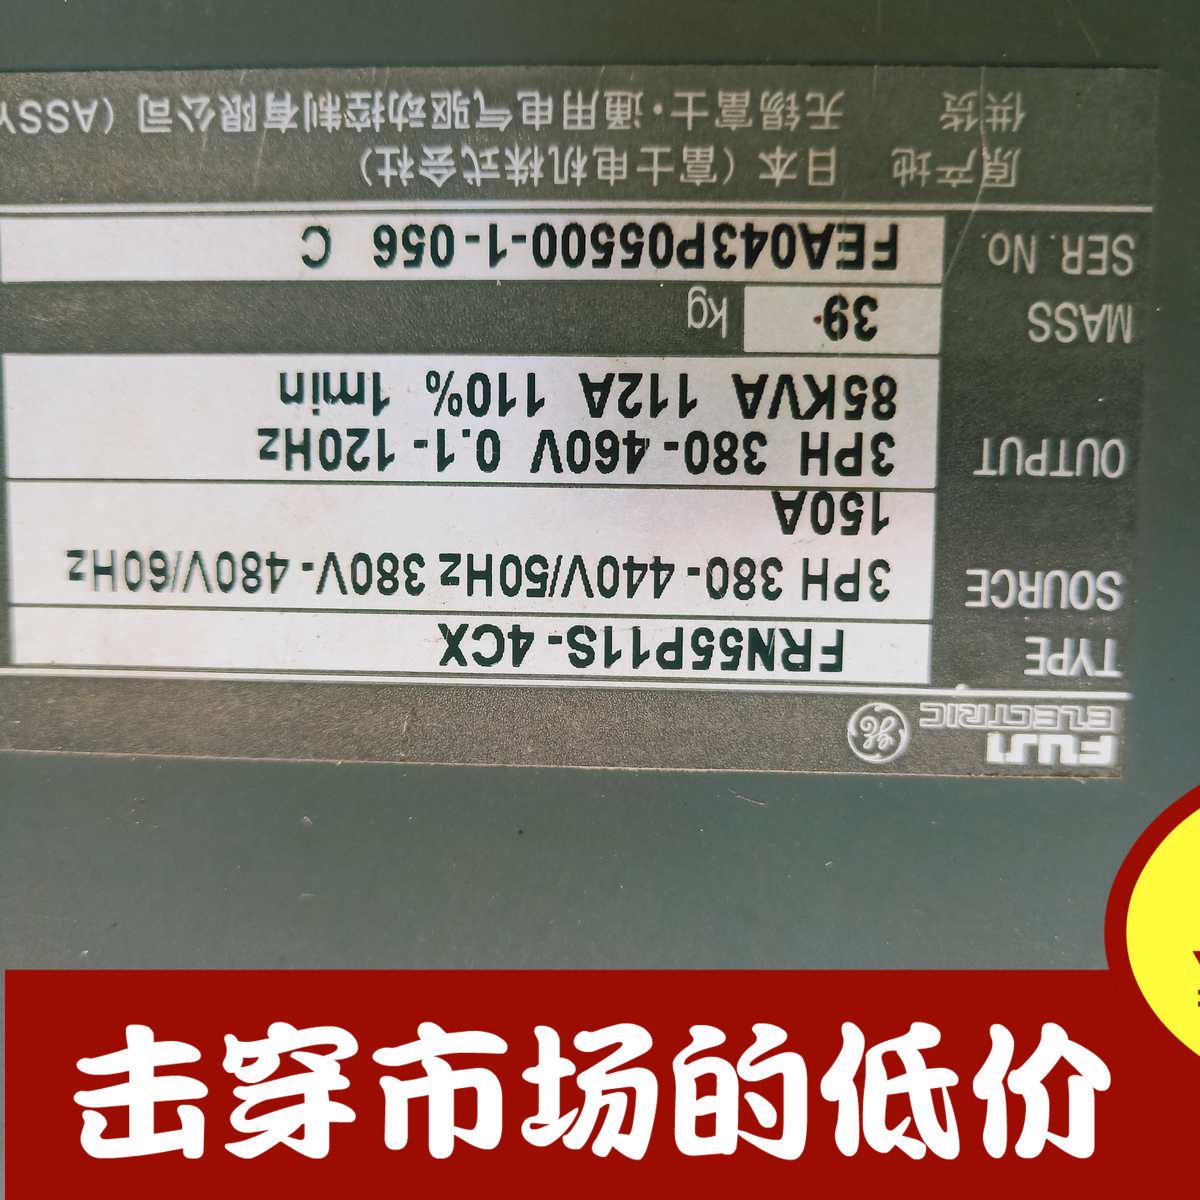 FUJI
ELECTRIC
TYPE FRN55P11S-4CX
SOURCE 3PH 380-440V/50Hz 380V-480V/60Hz
150A
OUTPUT 3PH 380-460V 0.1-120Hz
85KVA 112A 110% 1min
MASS 39 kg
SER. No. FEA043P05500-1-056 C
原产地 日本（富士电机株式会社）
供货 无锡富士·通用电气驱动控制有限公司（ASSY
击穿市场的低价